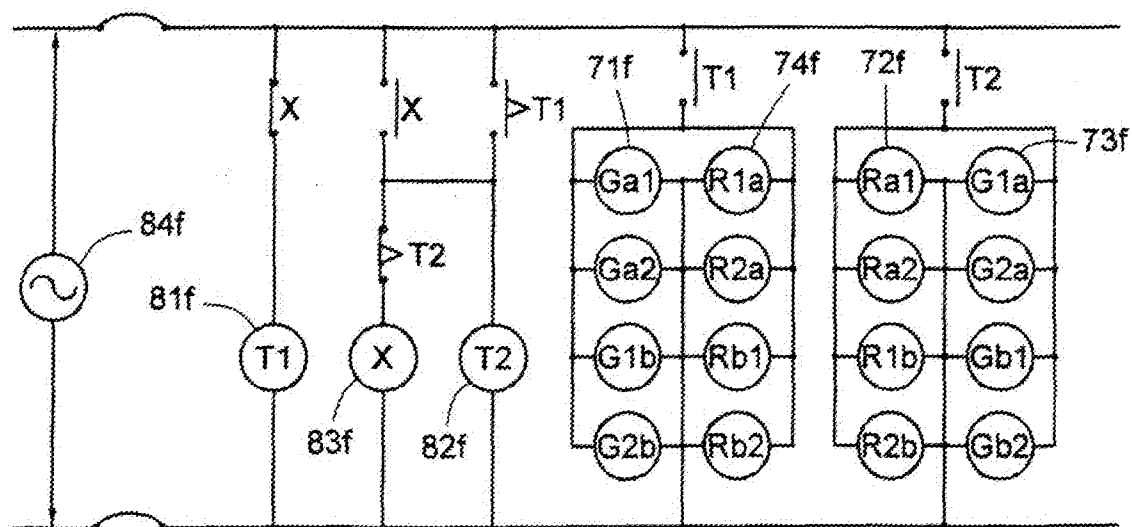 71f 74f 72f
X X T1 T1 T2
73f
Ga1 R1a Ra1 G1a
84f
T2 Ga2 R2a Ra2 G2a
81f
T1 X T2 G1b Rb1 R1b Gb1
83f 82f
G2b Rb2 R2b Gb2